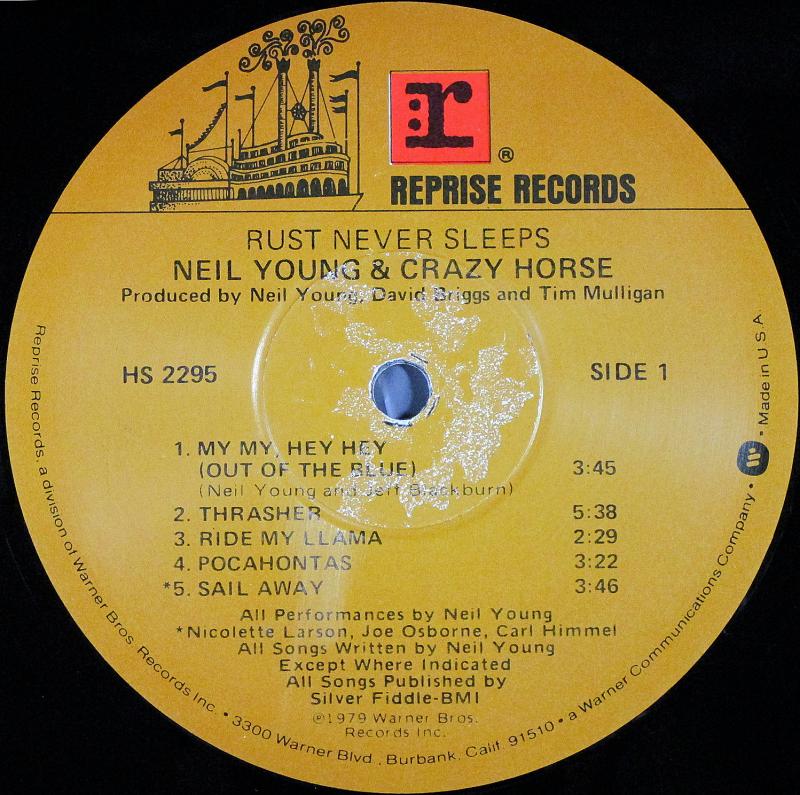 r
®
REPRISE RECORDS
RUST NEVER SLEEPS
NEIL YOUNG & CRAZY HORSE
Produced by Neil Young, David Briggs and Tim Mulligan
HS 2295
SIDE 1
1. MY MY, HEY HEY
(OUT OF THE BLUE) 3:45
(Neil Young and Jeff Blackburn)
2. THRASHER 5:38
3. RIDE MY LLAMA 2:29
4. POCAHONTAS 3:22
*5. SAIL AWAY 3:46
All Performances by Neil Young
*Nicolette Larson, Joe Osborne, Carl Himmel
All Songs Written by Neil Young
Except Where Indicated
All Songs Published by
Silver Fiddle-BMI
℗1979 Warner Bros.
Records Inc.
Reprise Records, a division of Warner Bros. Records Inc. • 3300 Warner Blvd., Burbank, Calif. 91510 • a Warner Communications Company • W • Made in U.S.A.